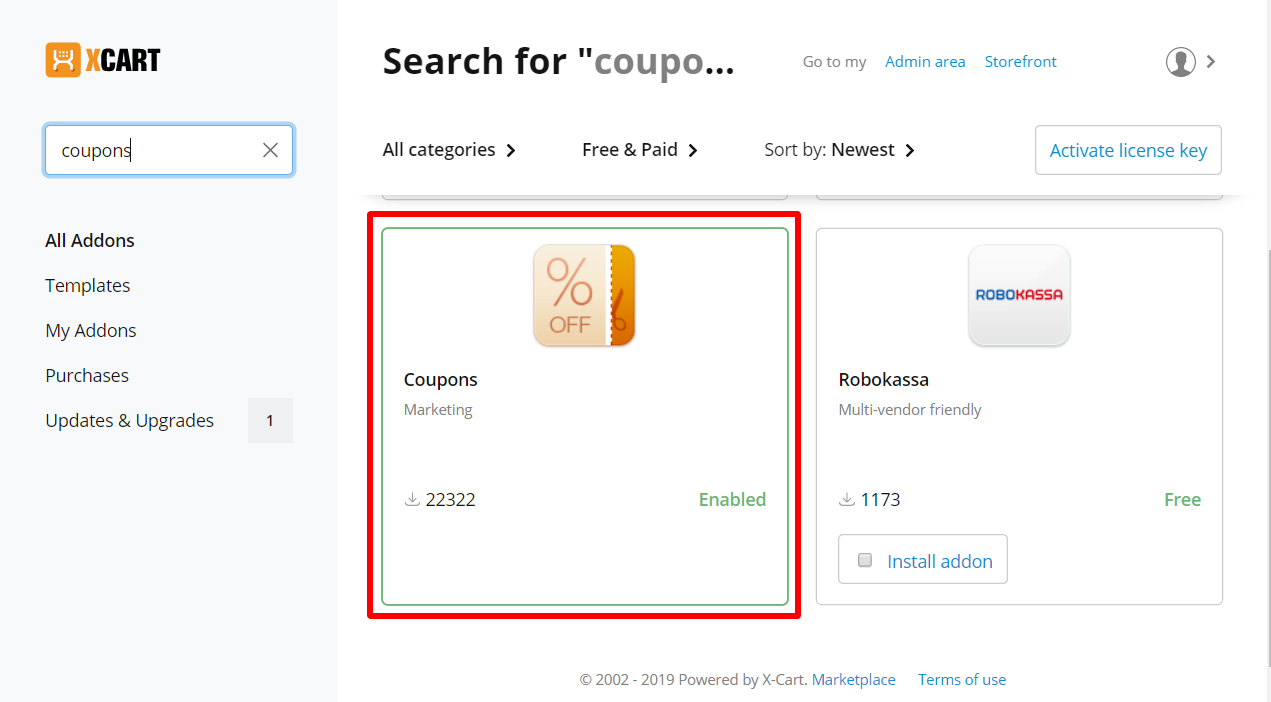 XCART
Search for "coupo...
Go to my Admin area Storefront
coupons
All categories Free & Paid Sort by: Newest Activate license key
All Addons
Templates
My Addons
Purchases
Updates & Upgrades 1
% OFF
Coupons
Marketing
22322 Enabled
ROBOKASSA
Robokassa
Multi-vendor friendly
1173 Free
Install addon
© 2002 - 2019 Powered by X-Cart. Marketplace Terms of use